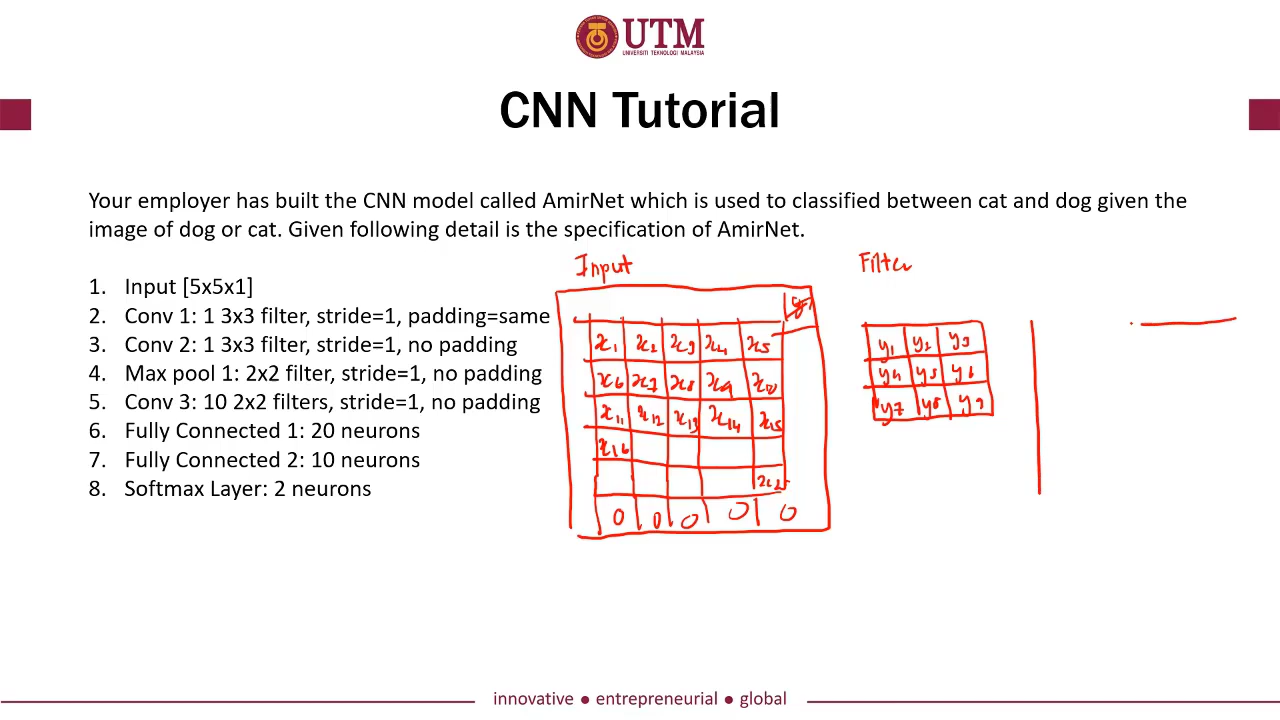 UTM
UNIVERSITI TEKNOLOGI MALAYSIA
CNN Tutorial
Your employer has built the CNN model called AmirNet which is used to classified between cat and dog given the
image of dog or cat. Given following detail is the specification of AmirNet.
1. Input [5x5x1]
2. Conv 1: 1 3x3 filter, stride=1, padding=same
3. Conv 2: 1 3x3 filter, stride=1, no padding
4. Max pool 1: 2x2 filter, stride=1, no padding
5. Conv 3: 10 2x2 filters, stride=1, no padding
6. Fully Connected 1: 20 neurons
7. Fully Connected 2: 10 neurons
8. Softmax Layer: 2 neurons
Input
x1 x2 x3 x4 x5
x6 x7 x8 x9 x10
x11 x12 x13 x14 x15
x16
0 0 0 0 0
Filter
y1 y2 y3
y4 y5 y6
y7 y8 y9
innovative ● entrepreneurial ● global